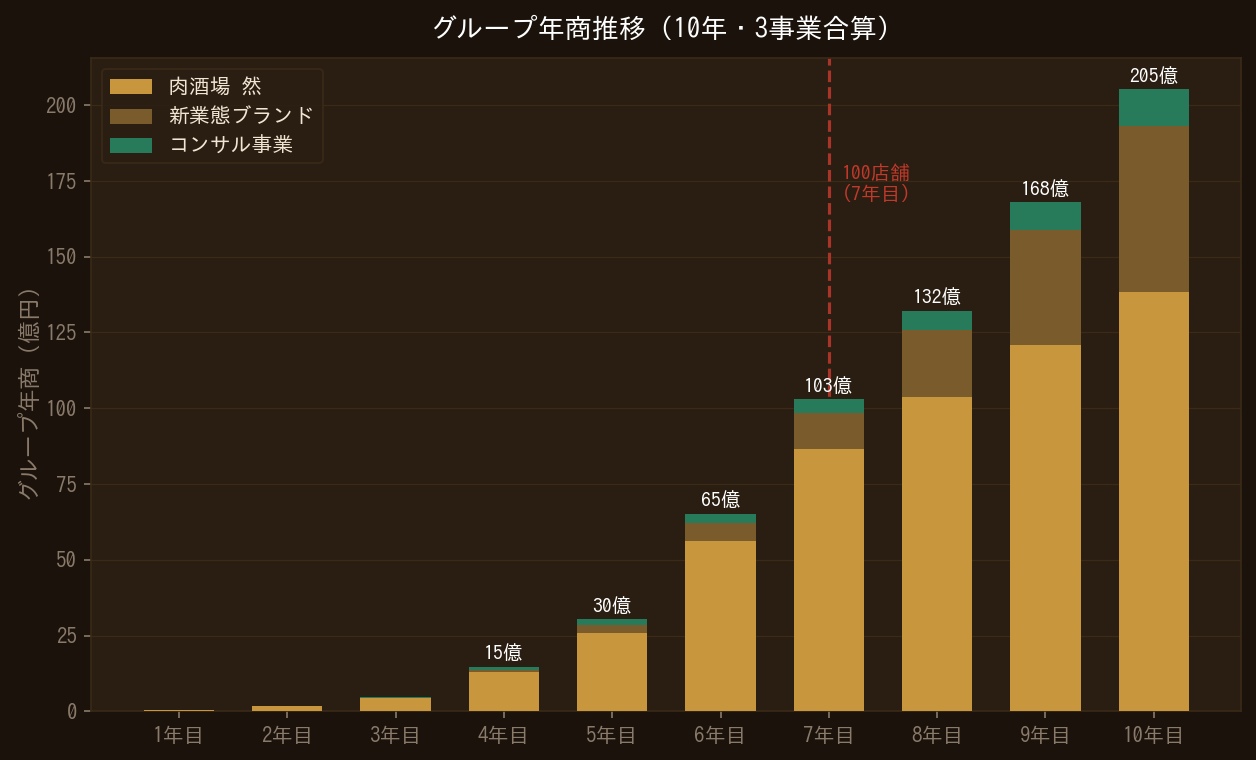 グループ年商推移（10年・3事業合算）
肉酒場 然
新業態ブランド
コンサル事業
グループ年商（億円）
200
175
150
125
100
75
50
25
0
100店舗
(7年目)
15億
30億
65億
103億
132億
168億
205億
1年目
2年目
3年目
4年目
5年目
6年目
7年目
8年目
9年目
10年目